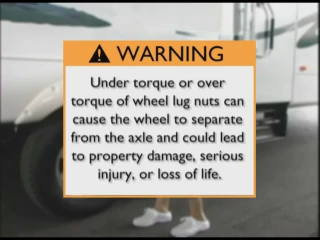 WARNING
Under torque or over
torque of wheel lug nuts can
cause the wheel to separate
from the axle and could lead
to property damage, serious
injury, or loss of life.